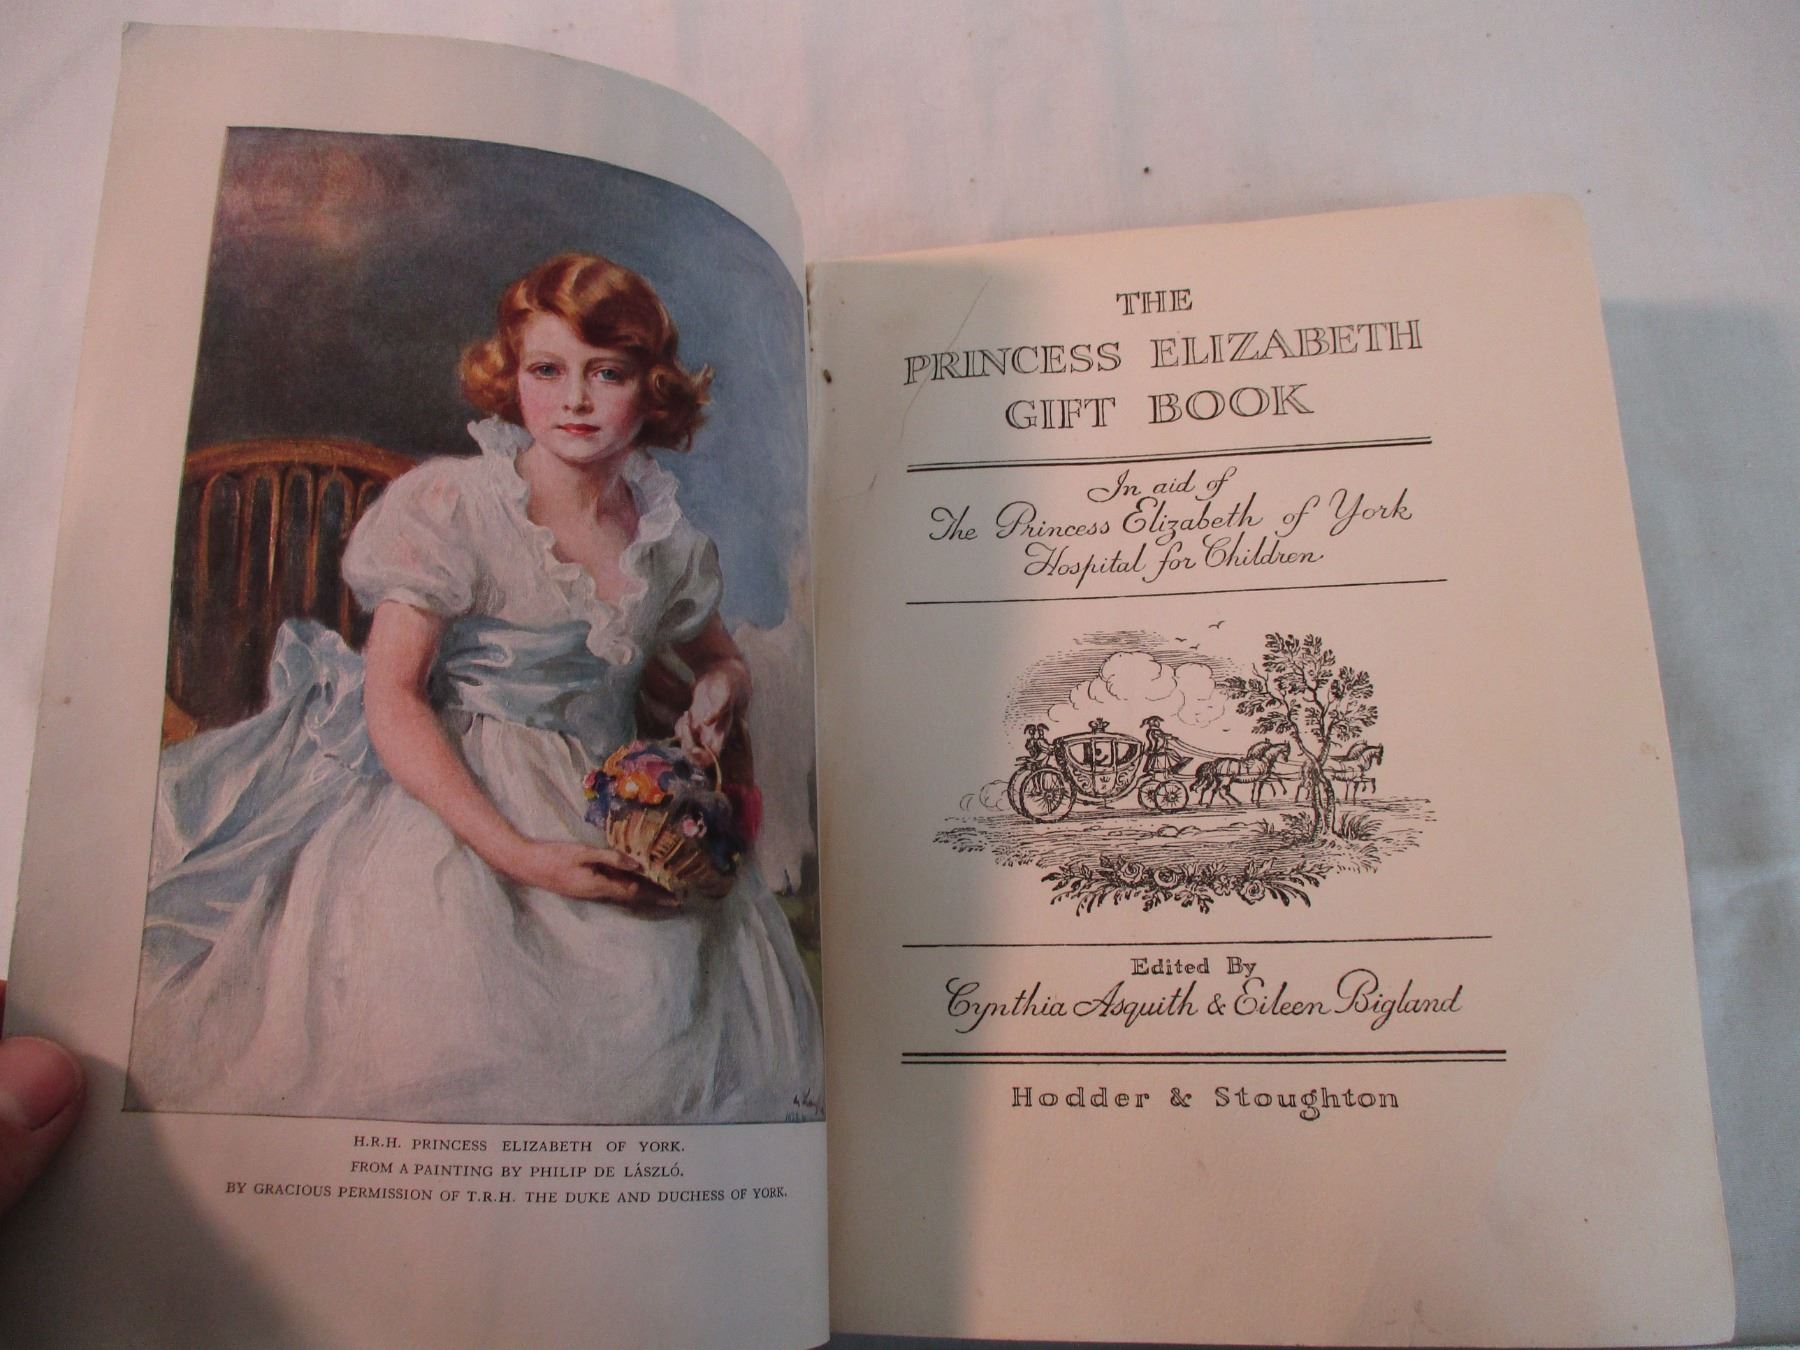 H.R.H. PRINCESS ELIZABETH OF YORK.
FROM A PAINTING BY PHILIP DE LÁSZLÓ.
BY GRACIOUS PERMISSION OF T.R.H. THE DUKE AND DUCHESS OF YORK.
THE
PRINCESS ELIZABETH
GIFT BOOK
In aid of
The Princess Elizabeth of York
Hospital for Children
Edited By
Cynthia Asquith & Eileen Bigland
Hodder & Stoughton